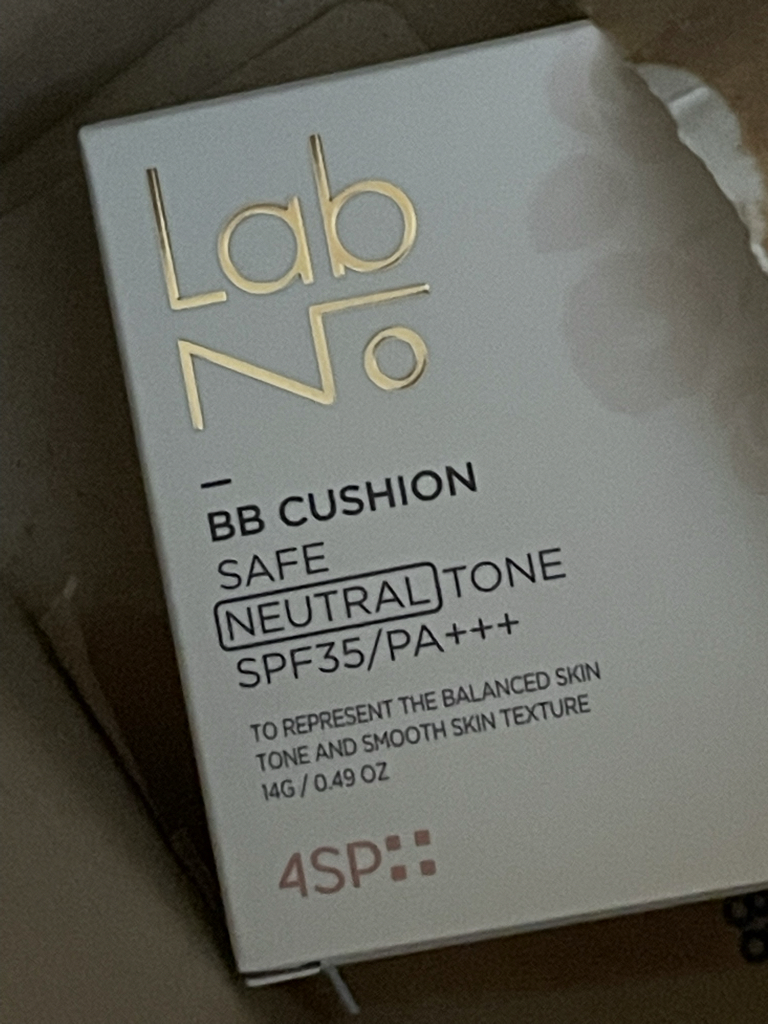 Lab
No
BB CUSHION
SAFE
NEUTRAL TONE
SPF35/PA+++
TO REPRESENT THE BALANCED SKIN
TONE AND SMOOTH SKIN TEXTURE
14G / 0.49 OZ
4SP